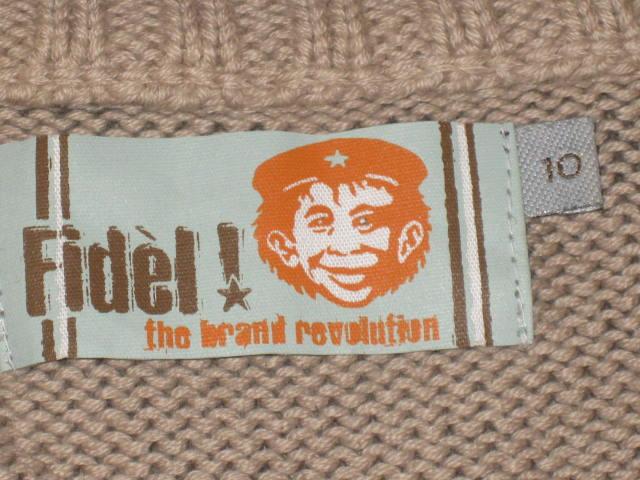 Fidèl!
the brand revolution
10